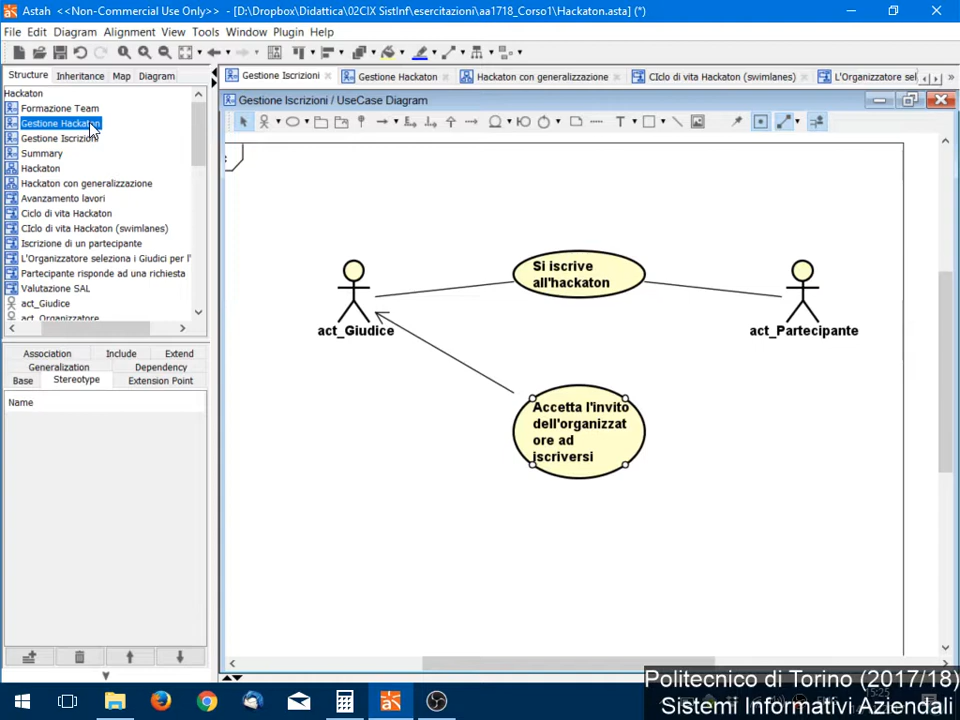 Astah <<Non-Commercial Use Only>> - [D:\Dropbox\Didattica\02CIX SistInf\esercitazioni\aa1718_Corso1\Hackaton.asta] (*)
File Edit Diagram Alignment View Tools Window Plugin Help
Structure Inheritance Map Diagram
Gestione Iscrizioni Gestione Hackaton Hackaton con generalizzazione CIclo di vita Hackaton (swimlanes) L'Organizzatore sel
Hackaton
Formazione Team
Gestione Hackaton
Gestione Iscrizioni
Summary
Hackaton
Hackaton con generalizzazione
Avanzamento lavori
Ciclo di vita Hackaton
CIclo di vita Hackaton (swimlanes)
Iscrizione di un partecipante
L'Organizzatore seleziona i Giudici per l'
Partecipante risponde ad una richiesta
Valutazione SAL
act_Giudice
act_Organizzatore
Association Include Extend
Generalization Dependency
Base Stereotype Extension Point
Name
Gestione Iscrizioni / UseCase Diagram
Si iscrive
all'hackaton
act_Giudice
act_Partecipante
Accetta l'invito
dell'organizzat
ore ad
iscriversi
Politecnico di Torino (2017/18)
Sistemi Informativi Aziendali